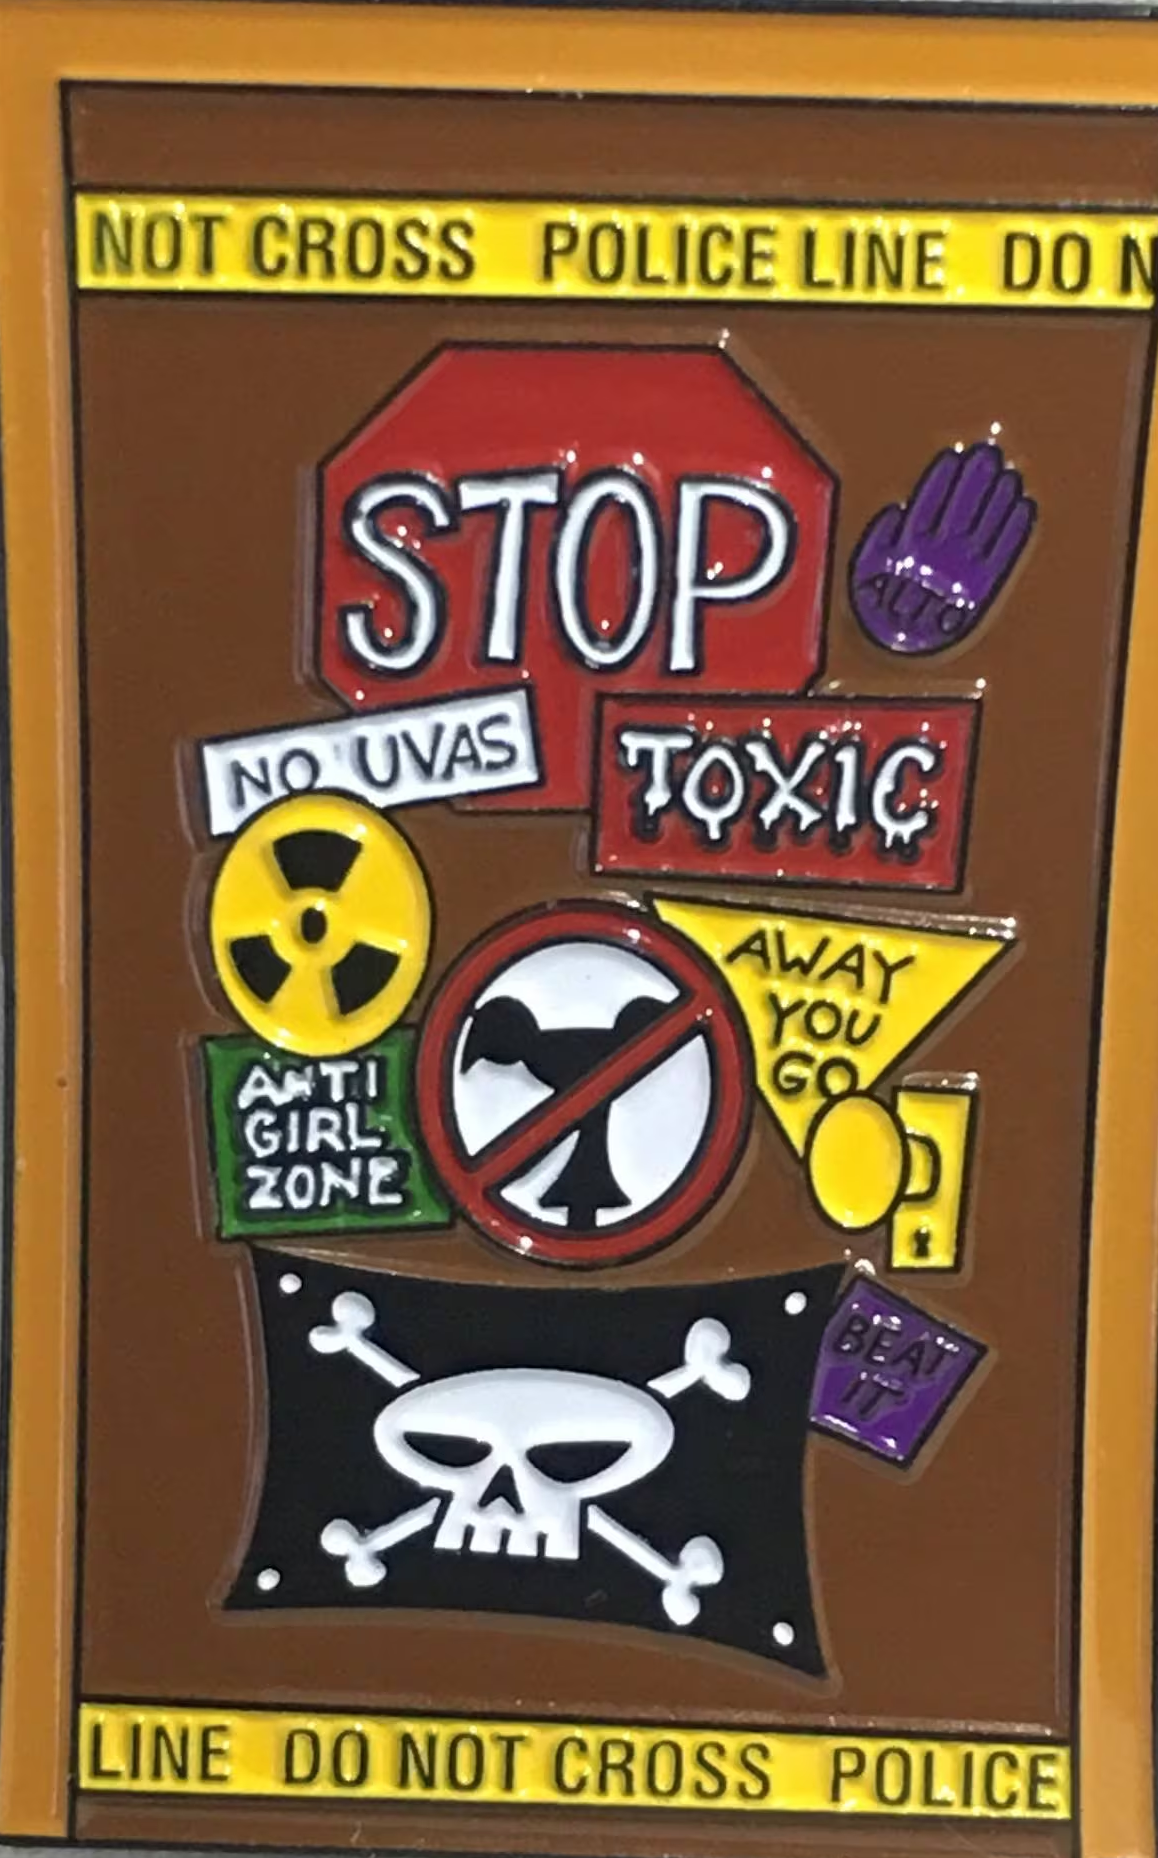 NOT CROSS POLICE LINE DO N
STOP
ALTO
NO UVAS
TOXIC
AWAY
YOU
GO
ANTI
GIRL
ZONE
BEAT
IT
LINE DO NOT CROSS POLICE